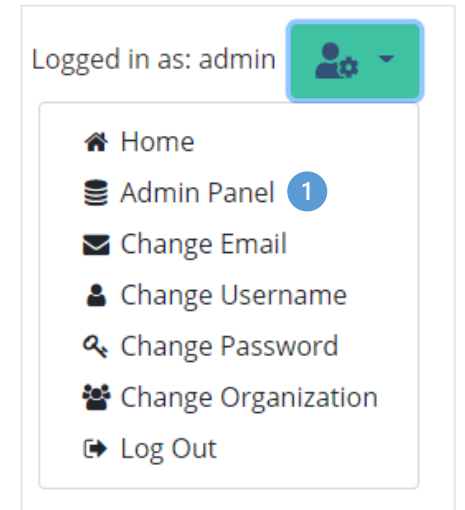 Logged in as: admin
Home
Admin Panel 1
Change Email
Change Username
Change Password
Change Organization
Log Out